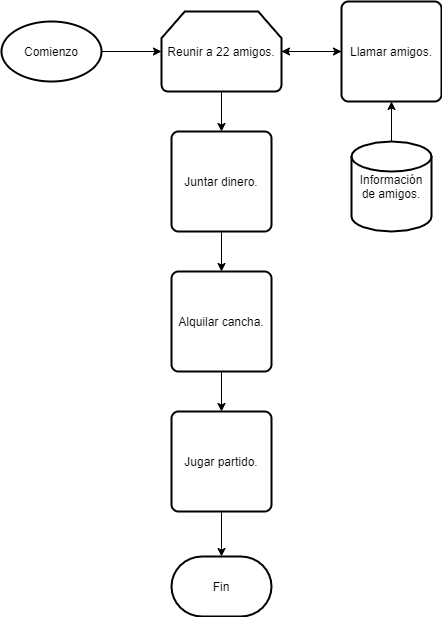 Comienzo
Reunir a 22 amigos.
Llamar amigos.
Información
de amigos.
Juntar dinero.
Alquilar cancha.
Jugar partido.
Fin